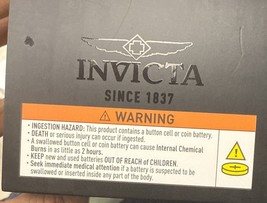 INVICTA
SINCE 1837
WARNING
• INGESTION HAZARD: This product contains a button cell or coin battery.
• DEATH or serious injury can occur if ingested.
• A swallowed button cell or coin battery can cause Internal Chemical
Burns in as little as 2 hours.
• KEEP new and used batteries OUT OF REACH of CHILDREN.
• Seek immediate medical attention if a battery is suspected to be
swallowed or inserted inside any part of the body.